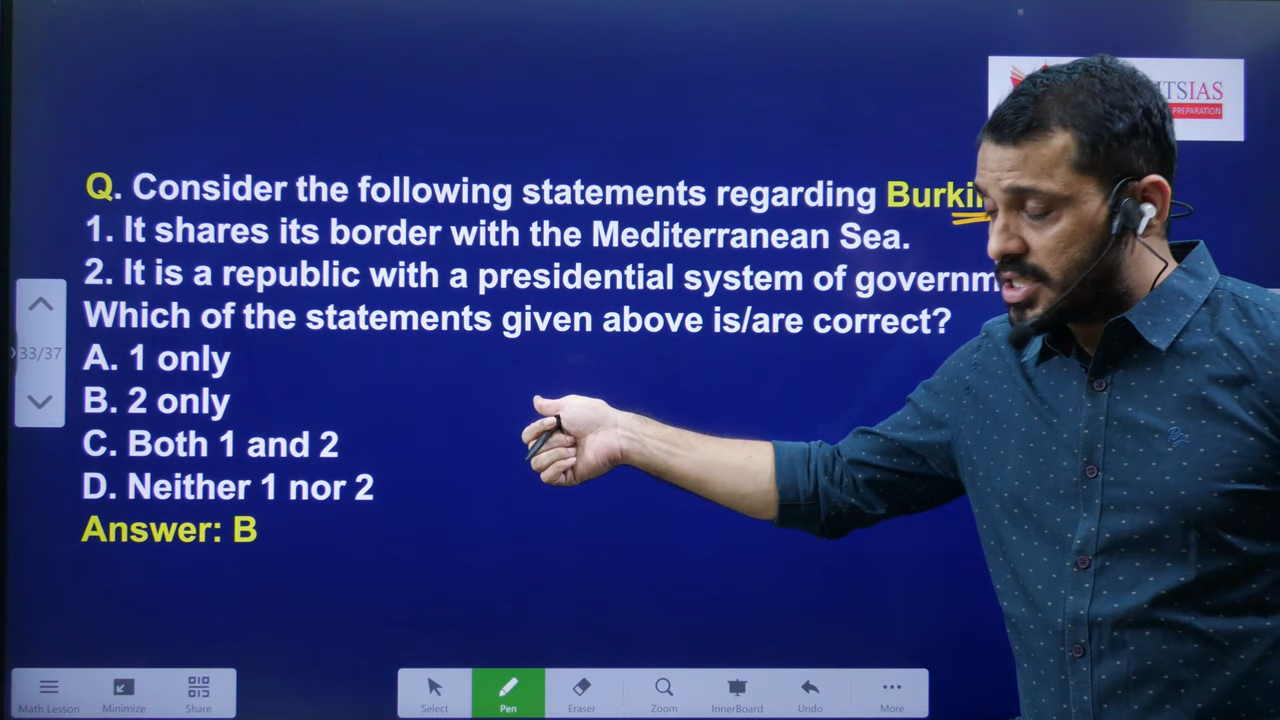 TSIAS
PREPARATION
Q. Consider the following statements regarding
1. It shares its border with the Mediterranean Sea.
2. It is a republic with a presidential system of
Which of the statements given above is/are correct?
A. 1 only
B. 2 only
C. Both 1 and 2
D. Neither 1 nor 2
Answer: B
33/37
Math Lesson Minimize Share Select Pen Eraser Zoom InnerBoard Undo More